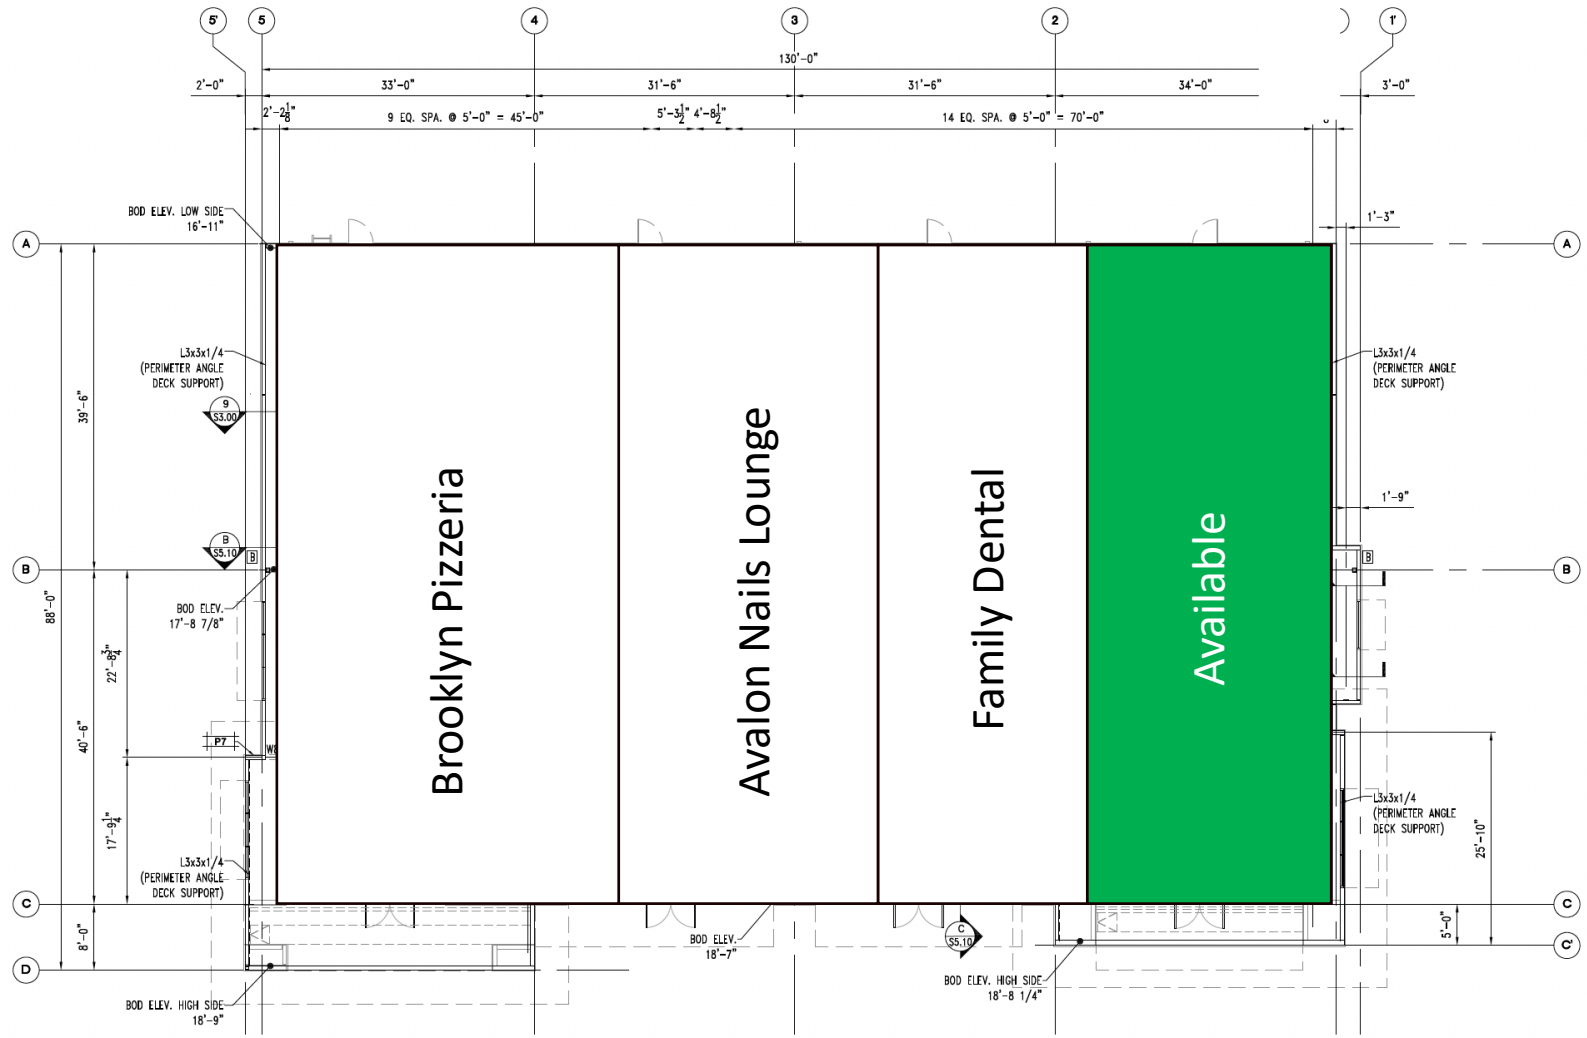 5' 5 4 3 2 1'
130'-0"
2'-0" 33'-0" 31'-6" 31'-6" 34'-0" 3'-0"
2'-2 1/8" 9 EQ. SPA. @ 5'-0" = 45'-0" 5'-3 1/2" 4'-8 1/2" 14 EQ. SPA. @ 5'-0" = 70'-0"
BOD ELEV. LOW SIDE
16'-11"
1'-3"
A A
L3x3x1/4
(PERIMETER ANGLE
DECK SUPPORT)
L3x3x1/4
(PERIMETER ANGLE
DECK SUPPORT)
39'-6"
9
S3.00
1'-9"
B
S5.10
B B
B B
88'-0"
BOD ELEV.
17'-8 7/8"
22'-8 3/4"
40'-6"
P7
Brooklyn Pizzeria
Avalon Nails Lounge
Family Dental
Available
17'-9 1/4"
L3x3x1/4
(PERIMETER ANGLE
DECK SUPPORT)
L3x3x1/4
(PERIMETER ANGLE
DECK SUPPORT)
25'-10"
C C
8'-0"
5'-0"
BOD ELEV.
18'-7"
C
S5.10
C'
D
BOD ELEV. HIGH SIDE
18'-8 1/4"
BOD ELEV. HIGH SIDE
18'-9"